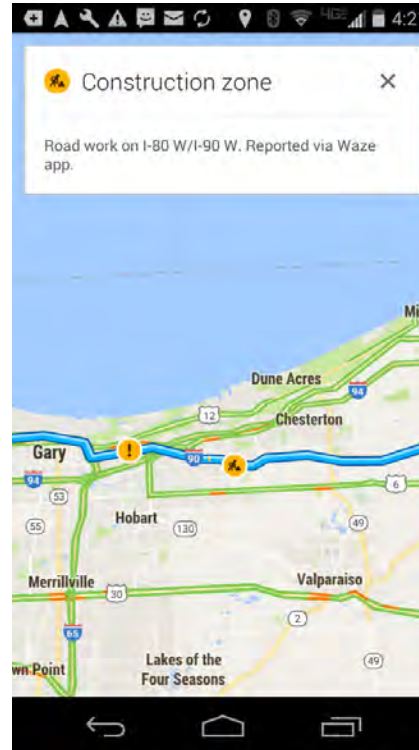 4G
4:2
Construction zone
Road work on I-80 W/I-90 W. Reported via Waze
app.
Mi
Dune Acres
94
12
Chesterton
Gary
90
94
6
53
55
Hobart
130
49
Merrillville
30
Valparaiso
65
2
wn Point
Lakes of the
Four Seasons
49